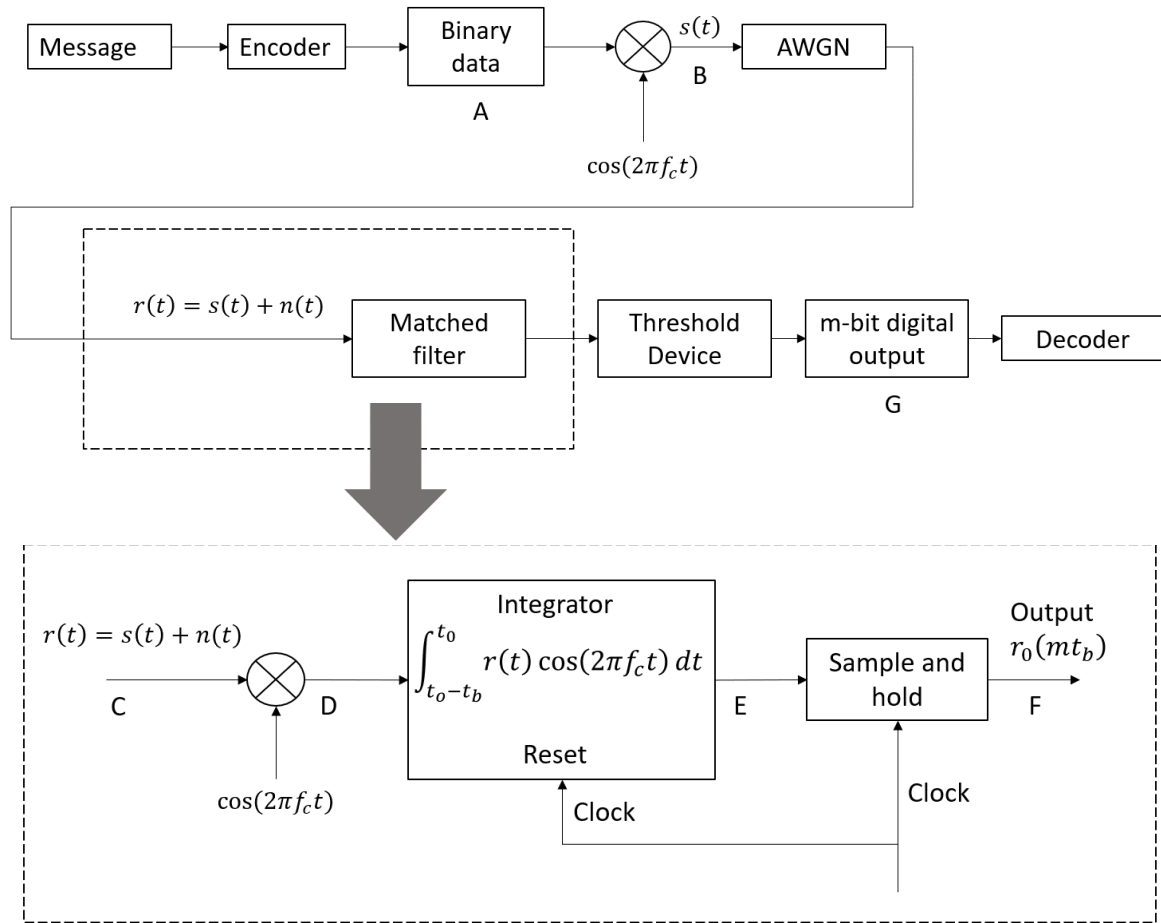 Message
Encoder
Binary
data
A
s(t)
B
AWGN
cos(2πf_c t)
r(t) = s(t) + n(t)
Matched
filter
Threshold
Device
m-bit digital
output
G
Decoder
r(t) = s(t) + n(t)
C
D
cos(2πf_c t)
Integrator
∫_{t_o−t_b}^{t_0} r(t) cos(2πf_c t) dt
Reset
Clock
E
Sample and
hold
Clock
Output
r_0(mt_b)
F